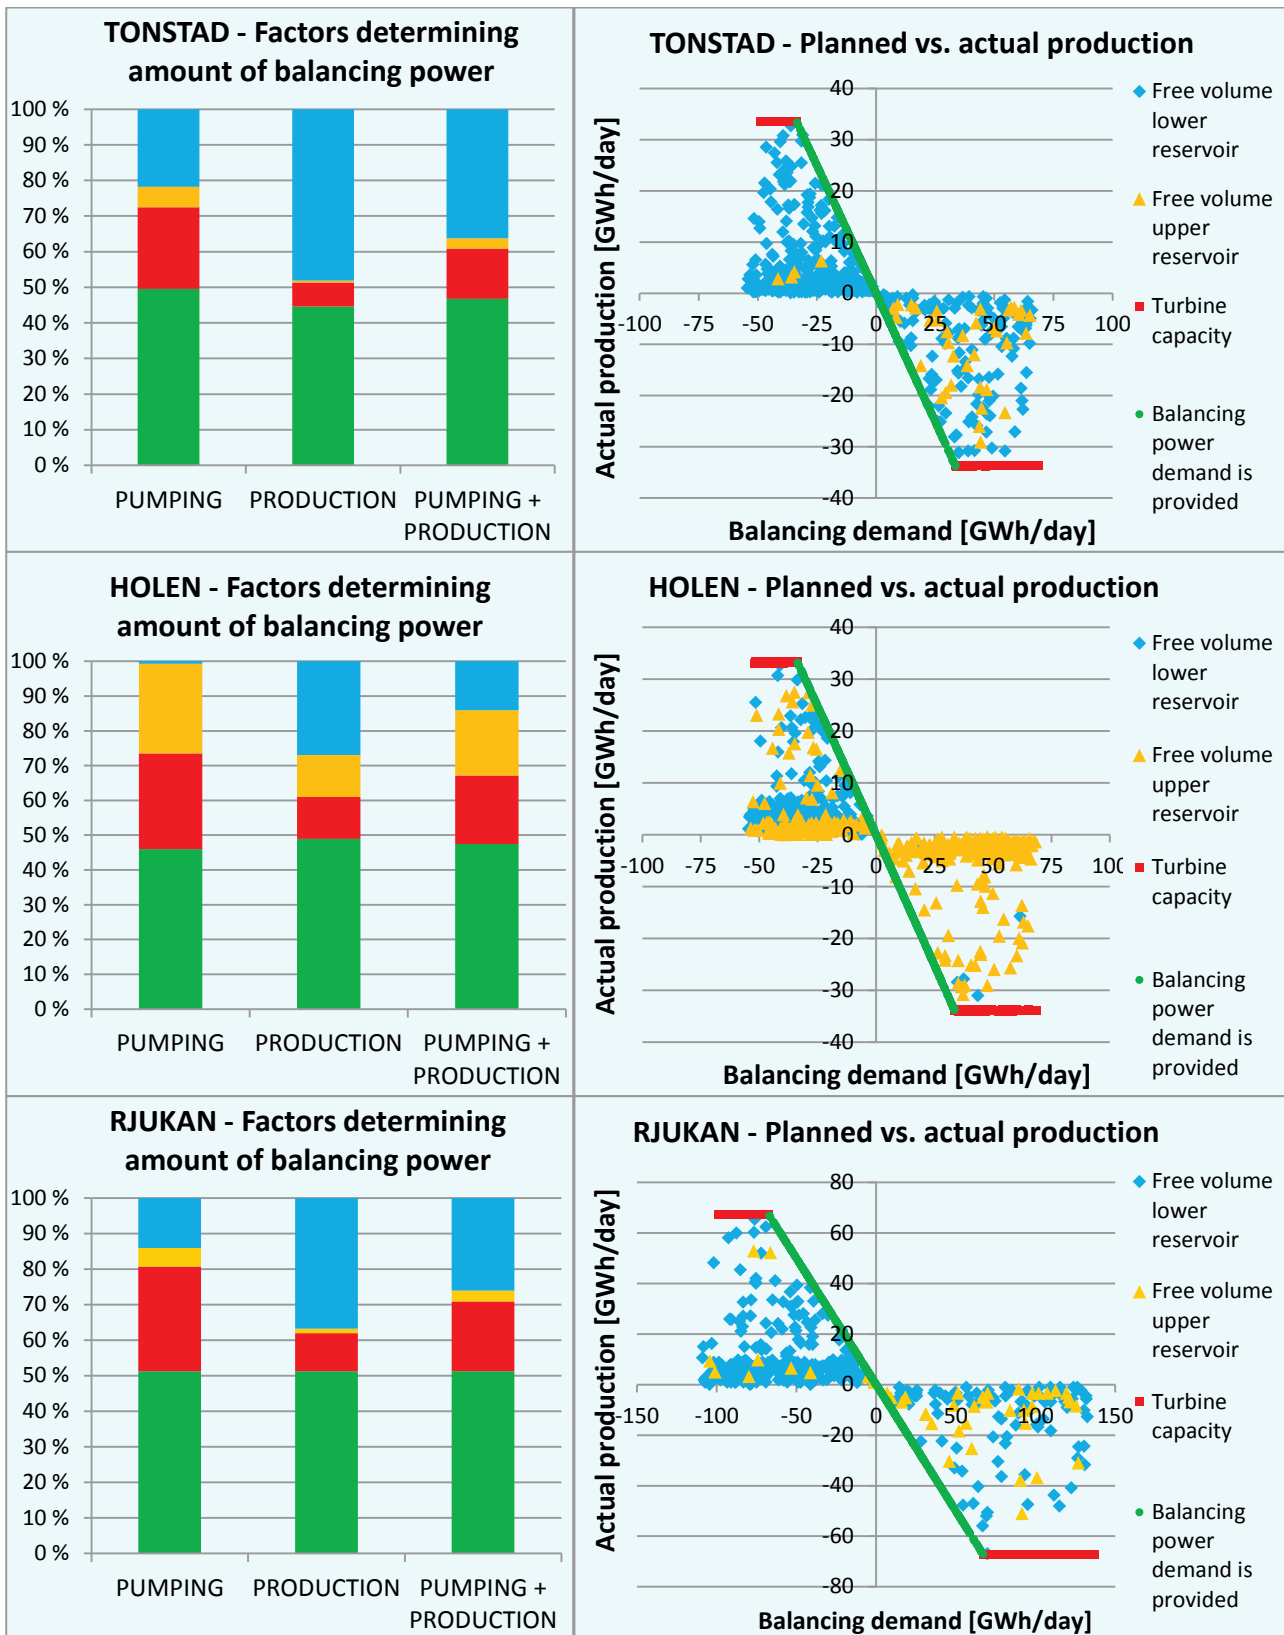 TONSTAD - Factors determining
amount of balancing power
100 %
90 %
80 %
70 %
60 %
50 %
40 %
30 %
20 %
10 %
0 %
PUMPING
PRODUCTION
PUMPING +
PRODUCTION
TONSTAD - Planned vs. actual production
Actual production [GWh/day]
40
30
20
10
0
-10
-20
-30
-40
-100
-75
-50
-25
0
25
50
75
100
Balancing demand [GWh/day]
Free volume
lower
reservoir
Free volume
upper
reservoir
Turbine
capacity
Balancing
power
demand is
provided
HOLEN - Factors determining
amount of balancing power
100 %
90 %
80 %
70 %
60 %
50 %
40 %
30 %
20 %
10 %
0 %
PUMPING
PRODUCTION
PUMPING +
PRODUCTION
HOLEN - Planned vs. actual production
Actual production [GWh/day]
40
30
20
10
0
-10
-20
-30
-40
-100
-75
-50
-25
0
25
50
75
100
Balancing demand [GWh/day]
Free volume
lower
reservoir
Free volume
upper
reservoir
Turbine
capacity
Balancing
power
demand is
provided
RJUKAN - Factors determining
amount of balancing power
100 %
90 %
80 %
70 %
60 %
50 %
40 %
30 %
20 %
10 %
0 %
PUMPING
PRODUCTION
PUMPING +
PRODUCTION
RJUKAN - Planned vs. actual production
Actual production [GWh/day]
80
60
40
20
0
-20
-40
-60
-80
-150
-100
-50
0
50
100
150
Balancing demand [GWh/day]
Free volume
lower
reservoir
Free volume
upper
reservoir
Turbine
capacity
Balancing
power
demand is
provided